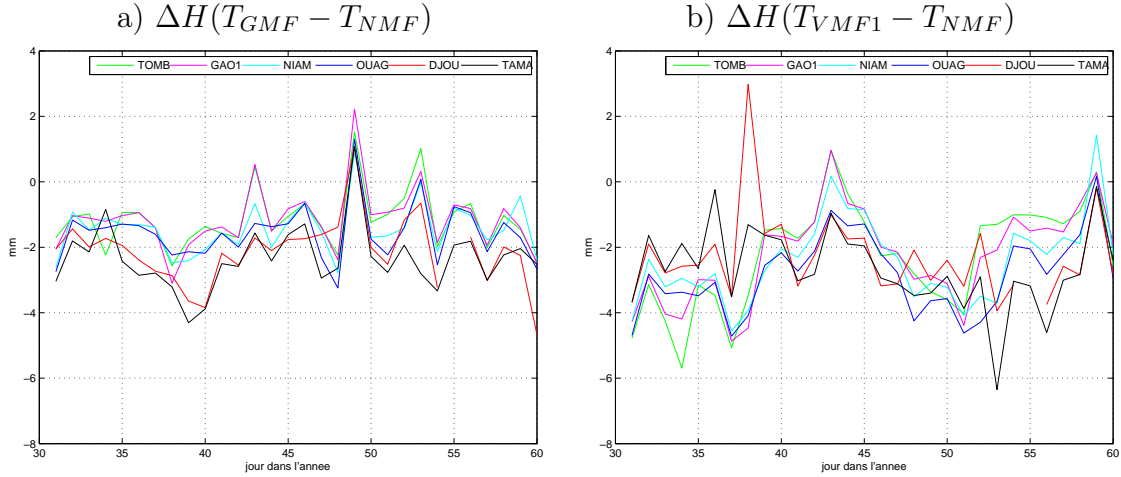 a) ΔH(T_GMF − T_NMF)
4
2
0
−2
−4
−6
−8
mm
TOMB GAO1 NIAM OUAG DJOU TAMA
30 35 40 45 50 55 60
jour dans l'annee
b) ΔH(T_VMF1 − T_NMF)
4
2
0
−2
−4
−6
−8
mm
TOMB GAO1 NIAM OUAG DJOU TAMA
30 35 40 45 50 55 60
jour dans l'annee